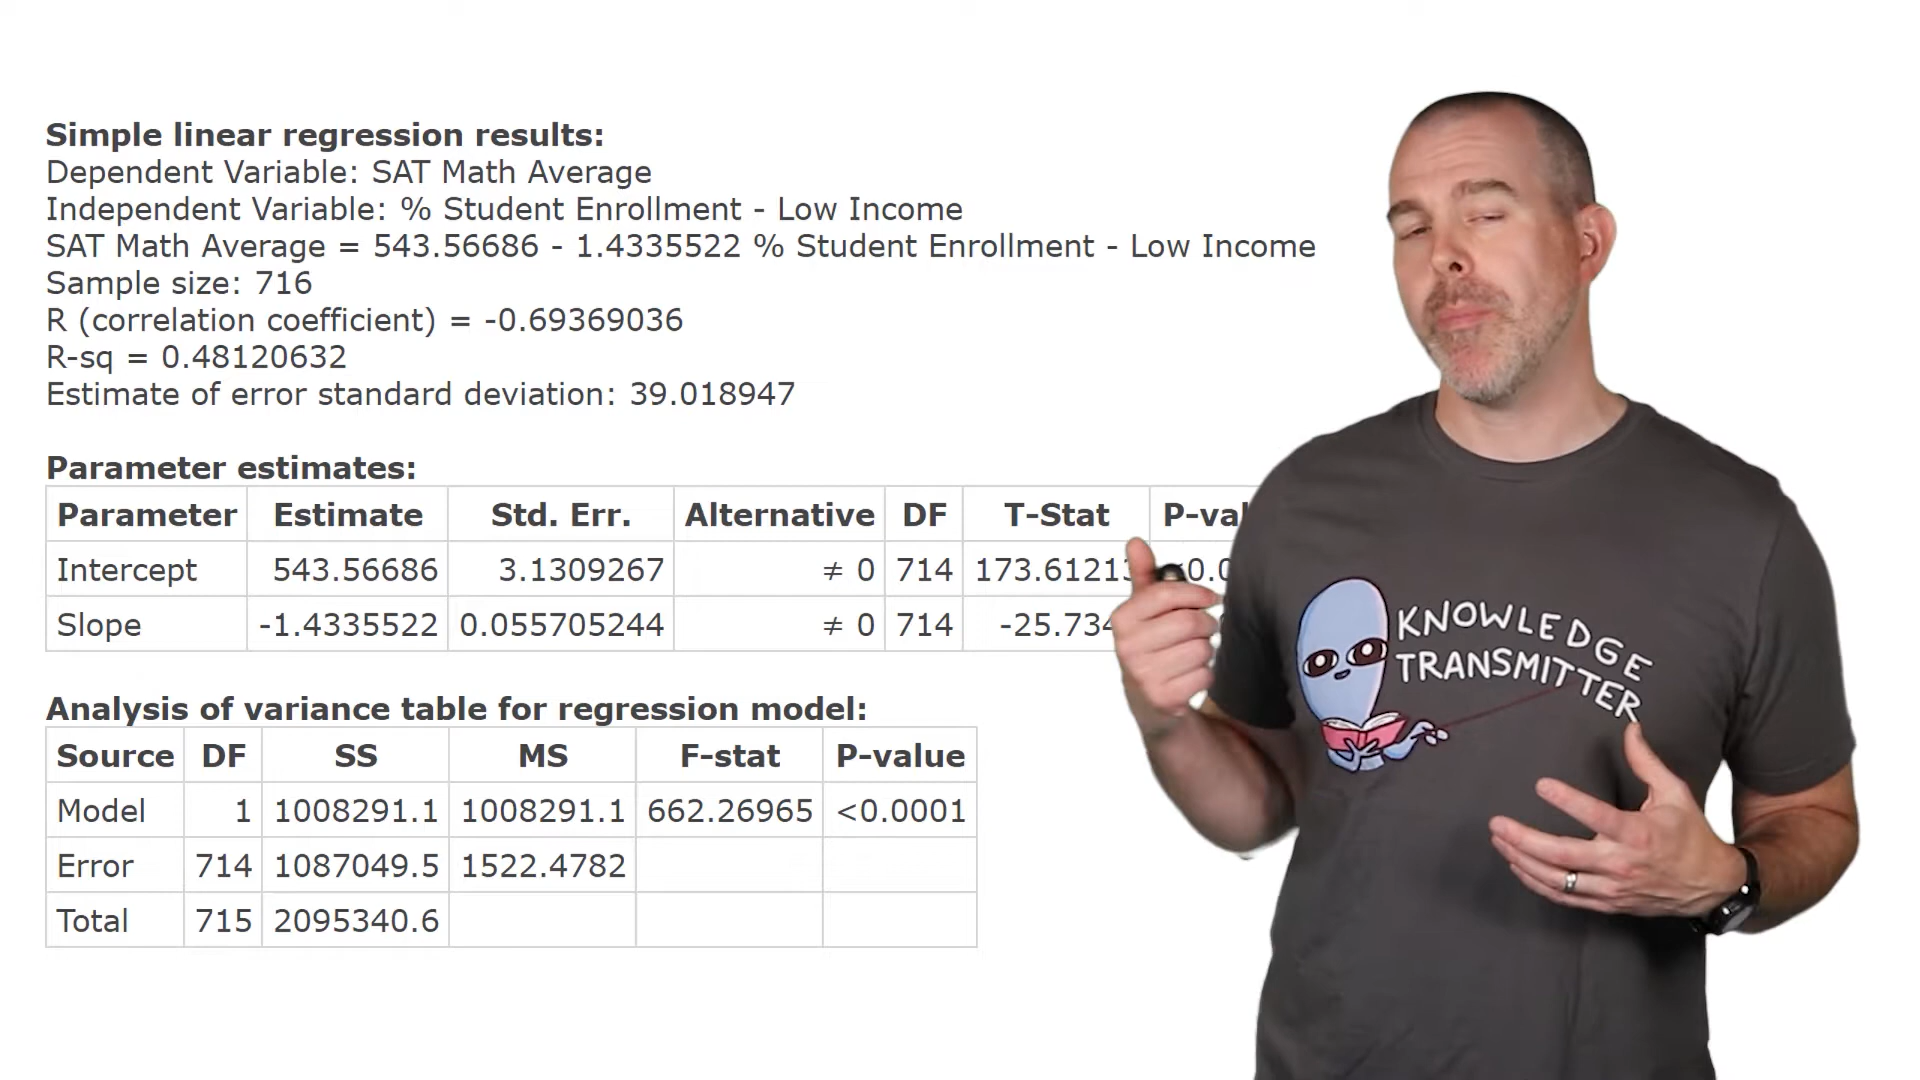 Simple linear regression results:
Dependent Variable: SAT Math Average
Independent Variable: % Student Enrollment - Low Income
SAT Math Average = 543.56686 - 1.4335522 % Student Enrollment - Low Income
Sample size: 716
R (correlation coefficient) = -0.69369036
R-sq = 0.48120632
Estimate of error standard deviation: 39.018947
Parameter estimates:
Parameter Estimate Std. Err. Alternative DF T-Stat
Intercept 543.56686 3.1309267 ≠ 0 714
Slope -1.4335522 0.055705244 ≠ 0 714
Analysis of variance table for regression model:
Source DF SS MS F-stat P-value
Model 1 1008291.1 1008291.1 662.26965 <0.0001
Error 714 1087049.5 1522.4782
Total 715 2095340.6
KNOWLEDGE
TRANSMITTER